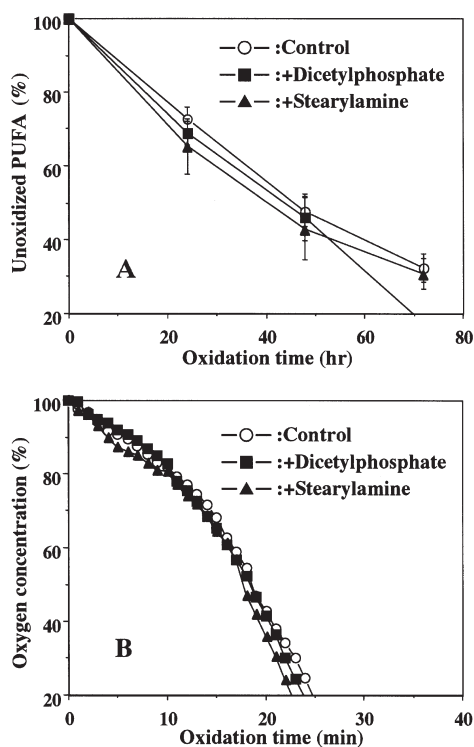 100
80
60
40
20
Unoxidized PUFA (%)
:Control
:+Dicetylphosphate
:+Stearylamine
A
0 20 40 60 80
Oxidation time (hr)
100
80
60
40
20
Oxygen concentration (%)
:Control
:+Dicetylphosphate
:+Stearylamine
B
0 10 20 30 40
Oxidation time (min)